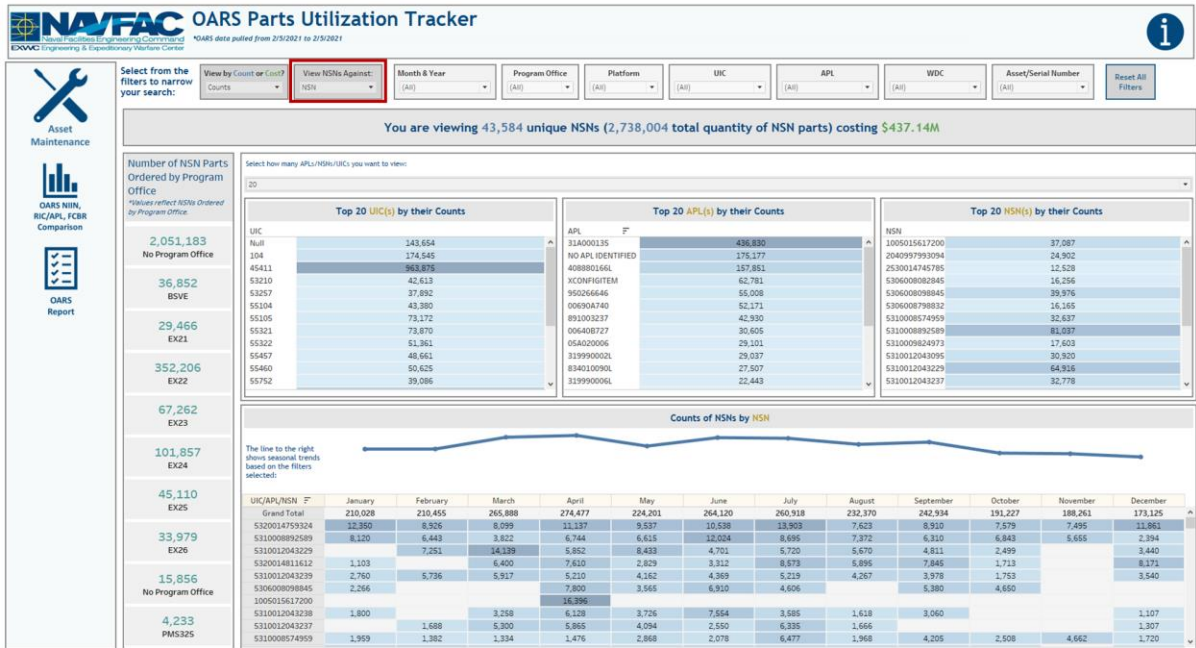 NAVFAC
Naval Facilities Engineering Command
EXWC Engineering & Expeditionary Warfare Center
OARS Parts Utilization Tracker
*OARS data pulled from 2/5/2021 to 2/5/2021
i
Asset
Maintenance
OARS NIIN,
RIC/APL, FCBR
Comparison
OARS
Report
Select from the
filters to narrow
your search:
View by Count or Cost?
Counts
View NSNs Against:
NSN
Month & Year
(All)
Program Office
(All)
Platform
(All)
UIC
(All)
APL
(All)
WDC
(All)
Asset/Serial Number
(All)
Reset All
Filters
You are viewing 43,584 unique NSNs (2,738,004 total quantity of NSN parts) costing $437.14M
Number of NSN Parts
Ordered by Program
Office
*Values reflect NSNs Ordered
by Program Office.
2,051,183
No Program Office
36,852
BSVE
29,466
EX21
352,206
EX22
67,262
EX23
101,857
EX24
45,110
EX25
33,979
EX26
15,856
No Program Office
4,233
PMS325
Select how many APLs/NSNs/UICs you want to view:
20
Top 20 UIC(s) by their Counts
UIC
Null 143,654
104 174,545
45411 963,875
53210 42,613
53257 37,892
55104 43,380
55105 73,172
55321 73,870
55322 51,361
55457 48,661
55460 50,625
55752 39,086
Top 20 APL(s) by their Counts
APL
31A000135 436,830
NO APL IDENTIFIED 175,177
408880166L 157,851
XCONFIGITEM 62,781
950266646 55,008
00690A740 52,171
891003237 42,930
00640B727 30,605
05A020006 29,101
319990002L 29,037
834010090L 27,507
319990006L 22,443
Top 20 NSN(s) by their Counts
NSN
1005015617200 37,087
2040997993094 24,902
2530014745785 12,528
5306008082845 16,256
5306008098845 39,976
5306008798832 16,165
5310008574959 32,637
5310008892589 81,037
5310009824973 17,603
5310012043095 30,920
5310012043229 64,916
5310012043237 32,778
Counts of NSNs by NSN
The line to the right
shows seasonal trends
based on the filters
selected:
UIC/APL/NSN January February March April May June July August September October November December
Grand Total 210,028 210,455 265,888 274,477 224,201 264,120 260,918 232,370 242,934 191,227 188,261 173,125
5320014759324 12,350 8,926 8,099 11,137 9,537 10,538 13,903 7,623 8,910 7,579 7,495 11,861
5310008892589 8,120 6,443 3,822 6,744 6,615 12,024 8,695 7,372 6,310 6,843 5,655 2,394
5310012043229 7,251 14,139 5,852 8,433 4,701 5,720 5,670 4,811 2,499 3,440
5320014811612 1,103 6,400 7,610 2,829 3,312 8,573 5,895 7,845 1,713 8,171
5310012043239 2,760 5,736 5,917 5,210 4,162 4,369 5,219 4,267 3,978 1,753 3,540
5306008098845 2,266 7,800 3,565 6,910 4,606 5,380 4,650
1005015617200 16,396
5310012043238 1,800 3,258 6,128 3,726 7,554 3,585 1,618 3,060 1,107
5310012043237 1,688 5,300 5,865 4,094 2,550 6,335 1,666 1,307
5310008574959 1,959 1,382 1,334 1,476 2,868 2,078 6,477 1,968 4,205 2,508 4,662 1,720